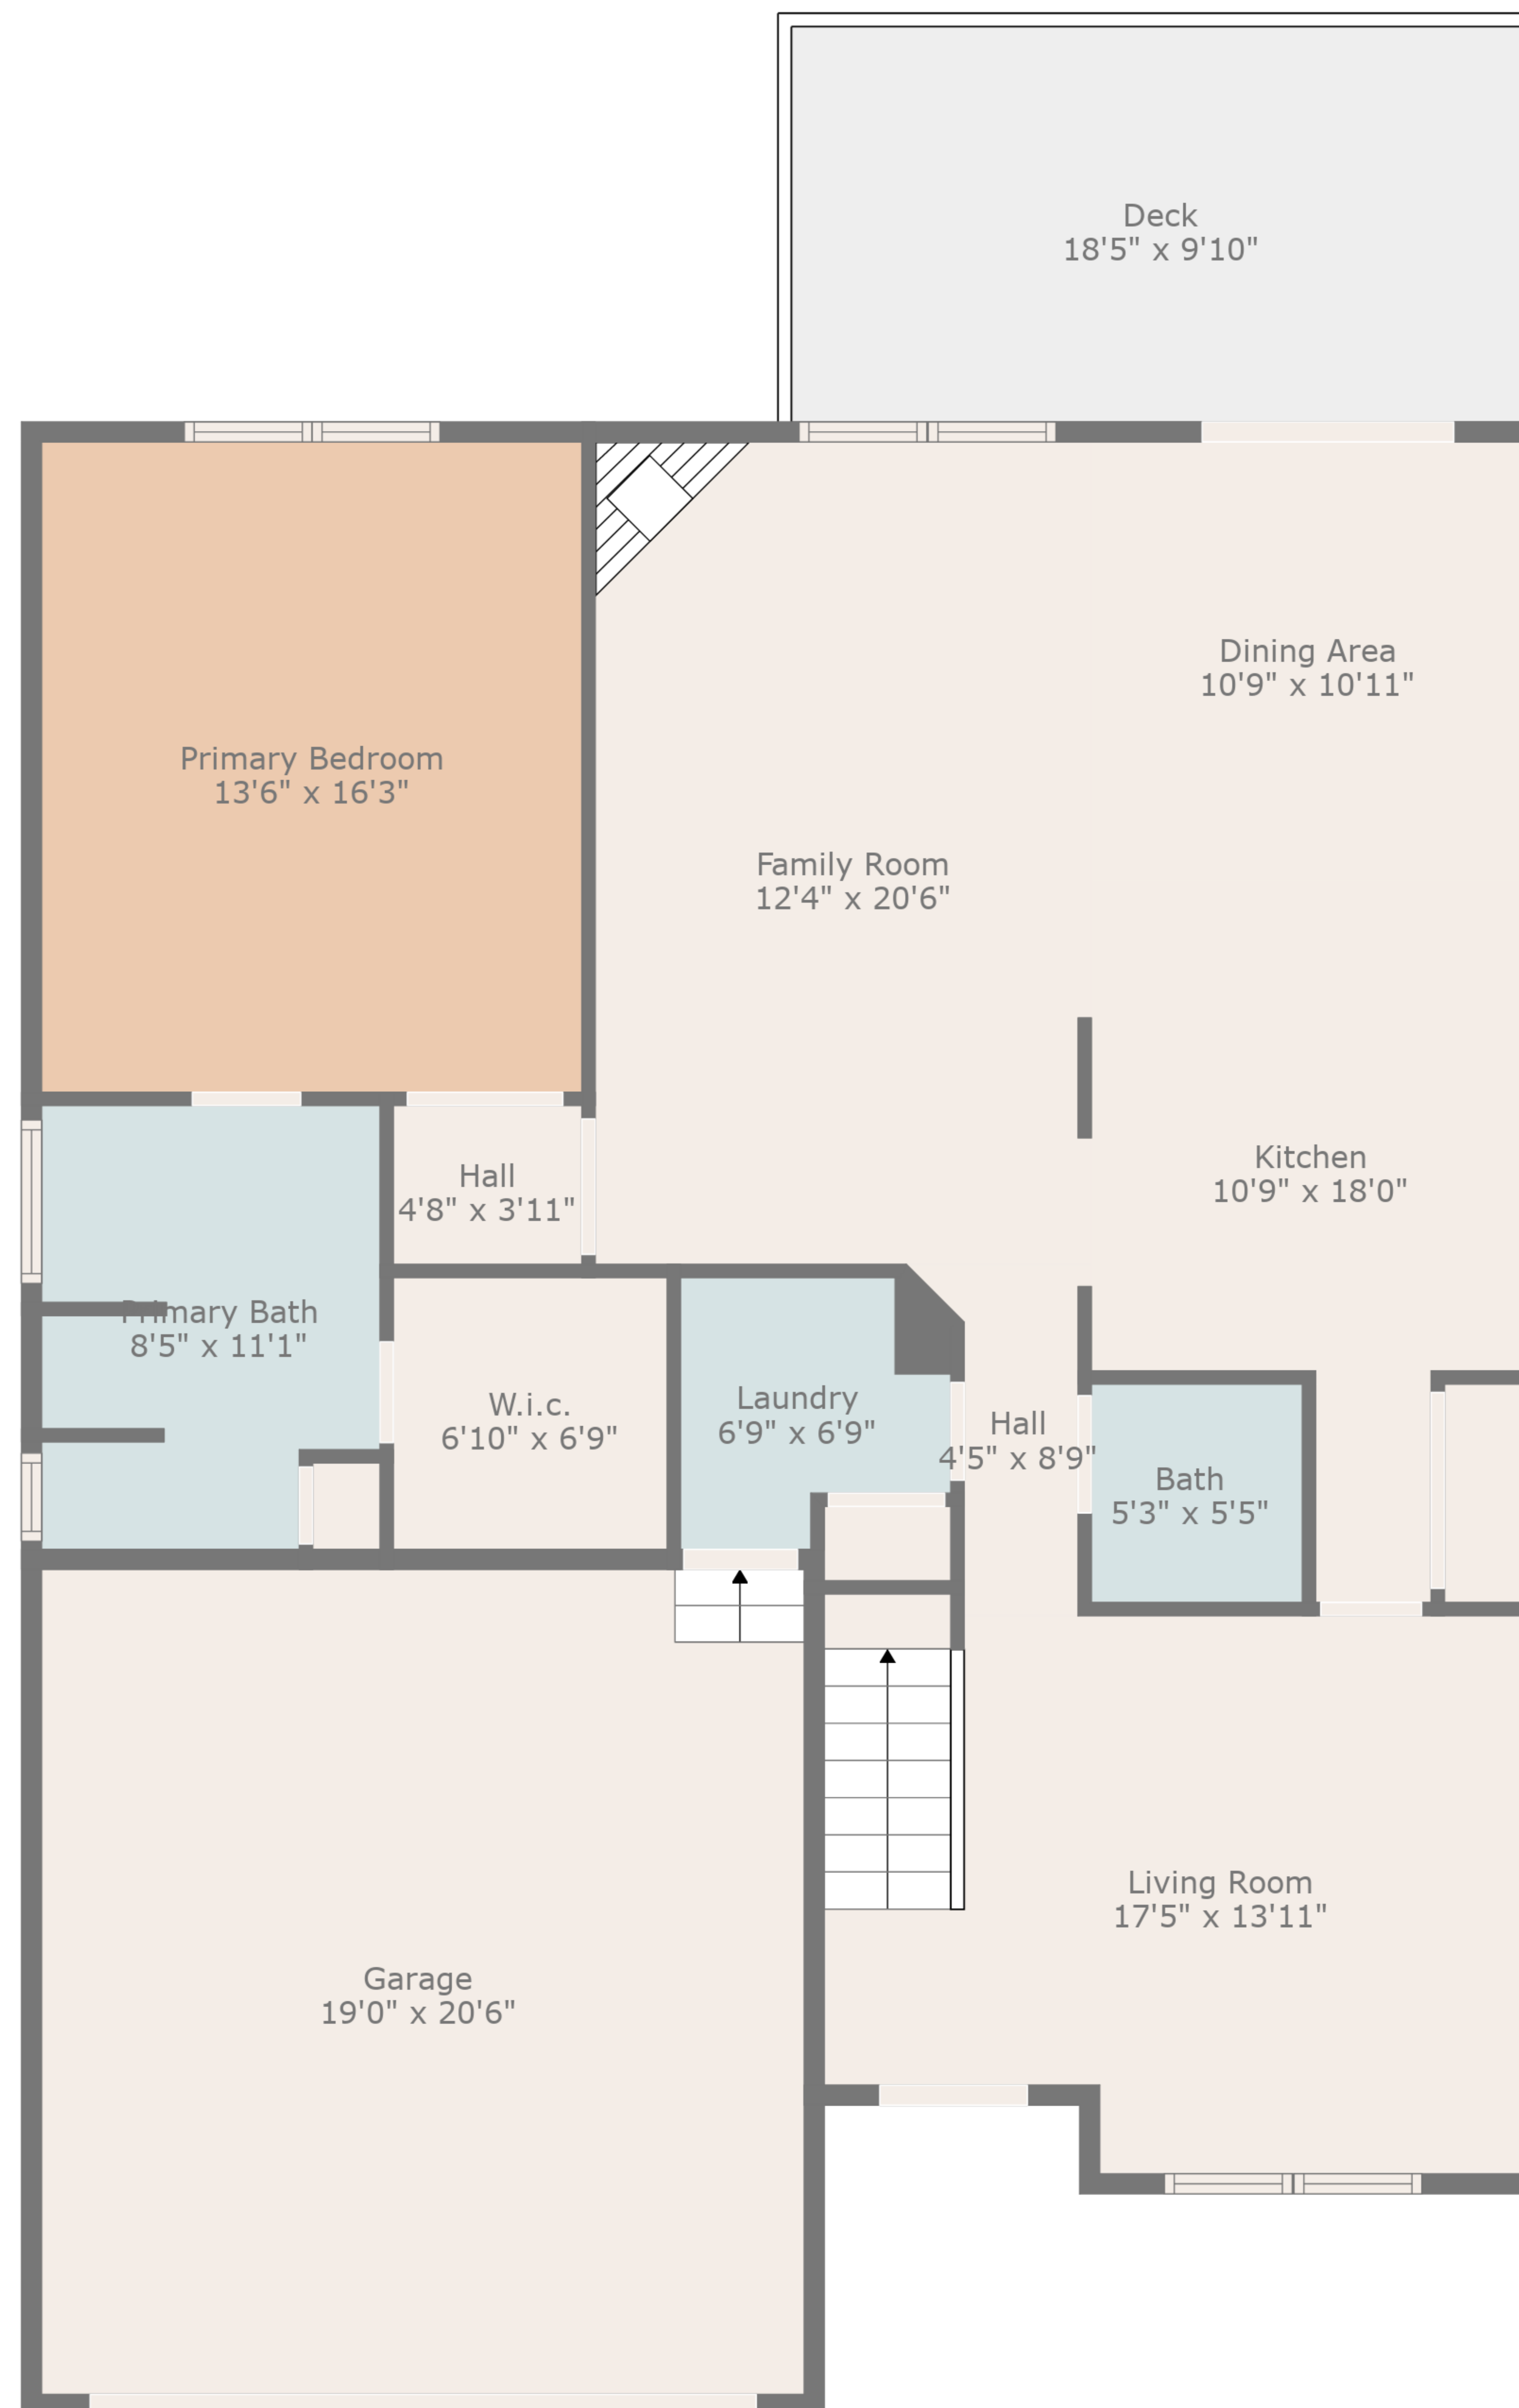 Deck
18'5" x 9'10"
Dining Area
10'9" x 10'11"
Primary Bedroom
13'6" x 16'3"
Family Room
12'4" x 20'6"
Kitchen
10'9" x 18'0"
Hall
4'8" x 3'11"
Primary Bath
8'5" x 11'1"
W.i.c.
6'10" x 6'9"
Laundry
6'9" x 6'9"
Hall
4'5" x 8'9"
Bath
5'3" x 5'5"
Living Room
17'5" x 13'11"
Garage
19'0" x 20'6"